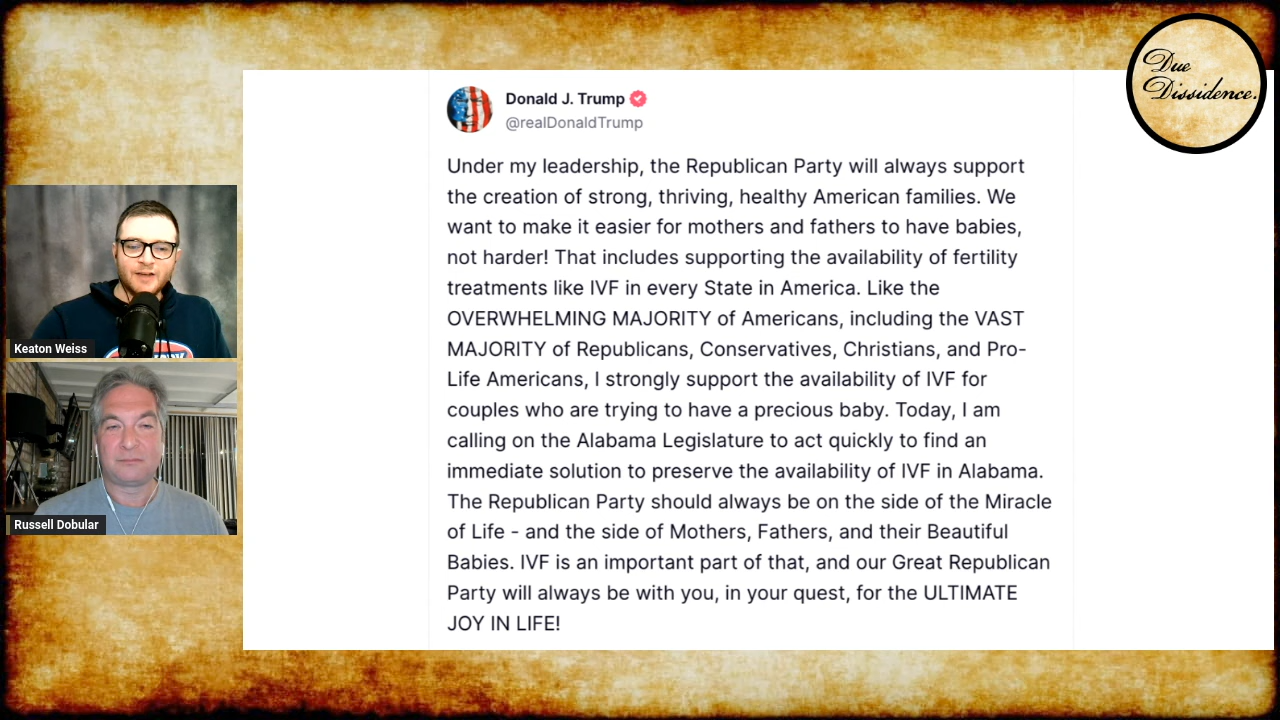 Due
Dissidence.
Donald J. Trump
@realDonaldTrump
Under my leadership, the Republican Party will always support
the creation of strong, thriving, healthy American families. We
want to make it easier for mothers and fathers to have babies,
not harder! That includes supporting the availability of fertility
treatments like IVF in every State in America. Like the
OVERWHELMING MAJORITY of Americans, including the VAST
MAJORITY of Republicans, Conservatives, Christians, and Pro-
Life Americans, I strongly support the availability of IVF for
couples who are trying to have a precious baby. Today, I am
calling on the Alabama Legislature to act quickly to find an
immediate solution to preserve the availability of IVF in Alabama.
The Republican Party should always be on the side of the Miracle
of Life - and the side of Mothers, Fathers, and their Beautiful
Babies. IVF is an important part of that, and our Great Republican
Party will always be with you, in your quest, for the ULTIMATE
JOY IN LIFE!
Keaton Weiss
Russell Dobular